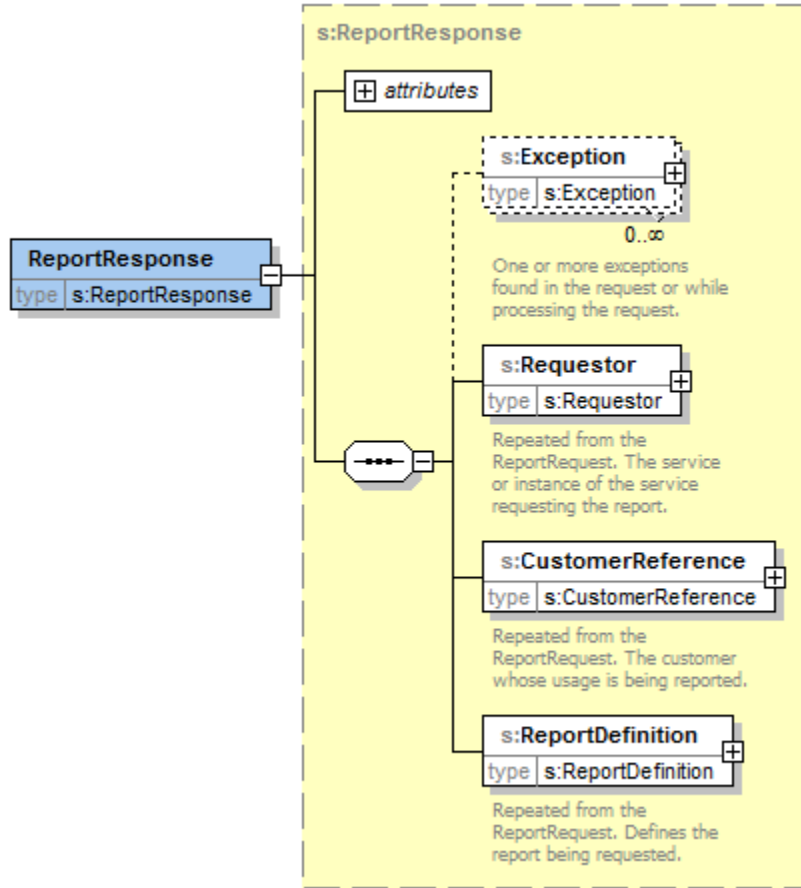 s:ReportResponse
attributes
s:Exception
type s:Exception
0..∞
One or more exceptions
found in the request or while
processing the request.
ReportResponse
type s:ReportResponse
s:Requestor
type s:Requestor
Repeated from the
ReportRequest. The service
or instance of the service
requesting the report.
s:CustomerReference
type s:CustomerReference
Repeated from the
ReportRequest. The customer
whose usage is being reported.
s:ReportDefinition
type s:ReportDefinition
Repeated from the
ReportRequest. Defines the
report being requested.